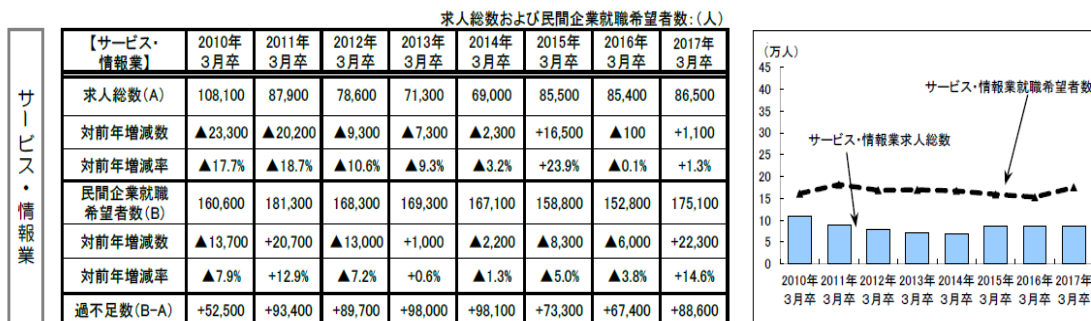 求人総数および民間企業就職希望者数:(人)
サービス・情報業
【サービス・情報業】 2010年3月卒 2011年3月卒 2012年3月卒 2013年3月卒 2014年3月卒 2015年3月卒 2016年3月卒 2017年3月卒
求人総数(A) 108,100 87,900 78,600 71,300 69,000 85,500 85,400 86,500
対前年増減数 ▲23,300 ▲20,200 ▲9,300 ▲7,300 ▲2,300 +16,500 ▲100 +1,100
対前年増減率 ▲17.7% ▲18.7% ▲10.6% ▲9.3% ▲3.2% +23.9% ▲0.1% +1.3%
民間企業就職希望者数(B) 160,600 181,300 168,300 169,300 167,100 158,800 152,800 175,100
対前年増減数 ▲13,700 +20,700 ▲13,000 +1,000 ▲2,200 ▲8,300 ▲6,000 +22,300
対前年増減率 ▲7.9% +12.9% ▲7.2% +0.6% ▲1.3% ▲5.0% ▲3.8% +14.6%
過不足数(B-A) +52,500 +93,400 +89,700 +98,000 +98,100 +73,300 +67,400 +88,600
(万人)
45
40
35
30
25
20
15
10
5
0
サービス・情報業就職希望者数
サービス・情報業求人総数
2010年 2011年 2012年 2013年 2014年 2015年 2016年 2017年
3月卒 3月卒 3月卒 3月卒 3月卒 3月卒 3月卒 3月卒